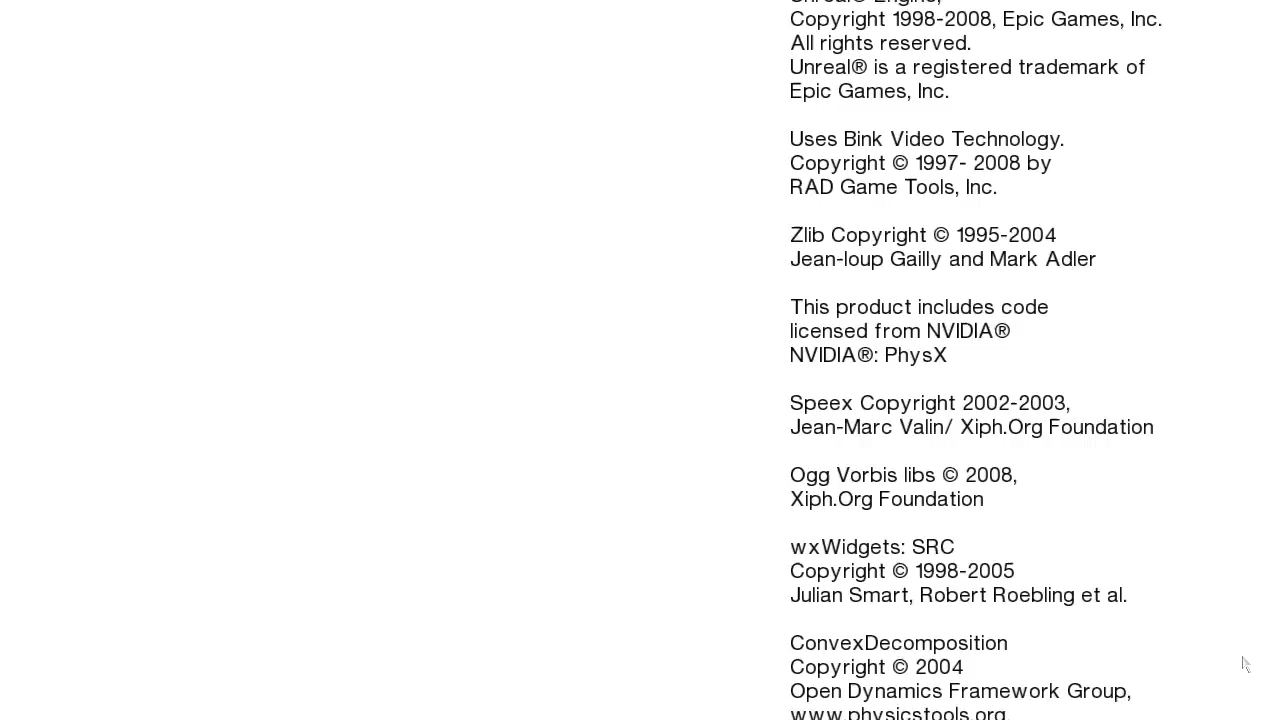 Unreal® Engine,
Copyright 1998-2008, Epic Games, Inc.
All rights reserved.
Unreal® is a registered trademark of
Epic Games, Inc.
Uses Bink Video Technology.
Copyright © 1997- 2008 by
RAD Game Tools, Inc.
Zlib Copyright © 1995-2004
Jean-loup Gailly and Mark Adler
This product includes code
licensed from NVIDIA®
NVIDIA®: PhysX
Speex Copyright 2002-2003,
Jean-Marc Valin/ Xiph.Org Foundation
Ogg Vorbis libs © 2008,
Xiph.Org Foundation
wxWidgets: SRC
Copyright © 1998-2005
Julian Smart, Robert Roebling et al.
ConvexDecomposition
Copyright © 2004
Open Dynamics Framework Group,
www.physicstools.org.